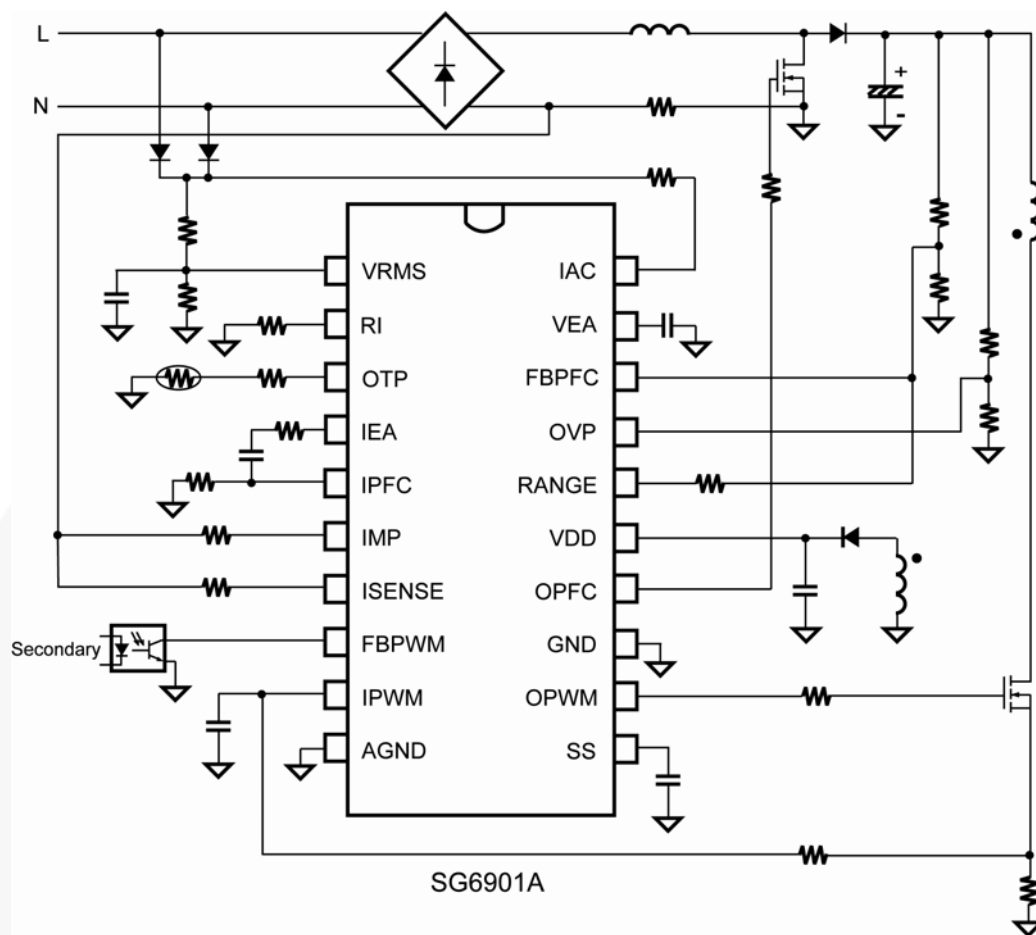 L
N
+
-
VRMS
IAC
RI
VEA
OTP
FBPFC
IEA
OVP
IPFC
RANGE
IMP
VDD
ISENSE
OPFC
Secondary
FBPWM
GND
IPWM
OPWM
AGND
SS
SG6901A